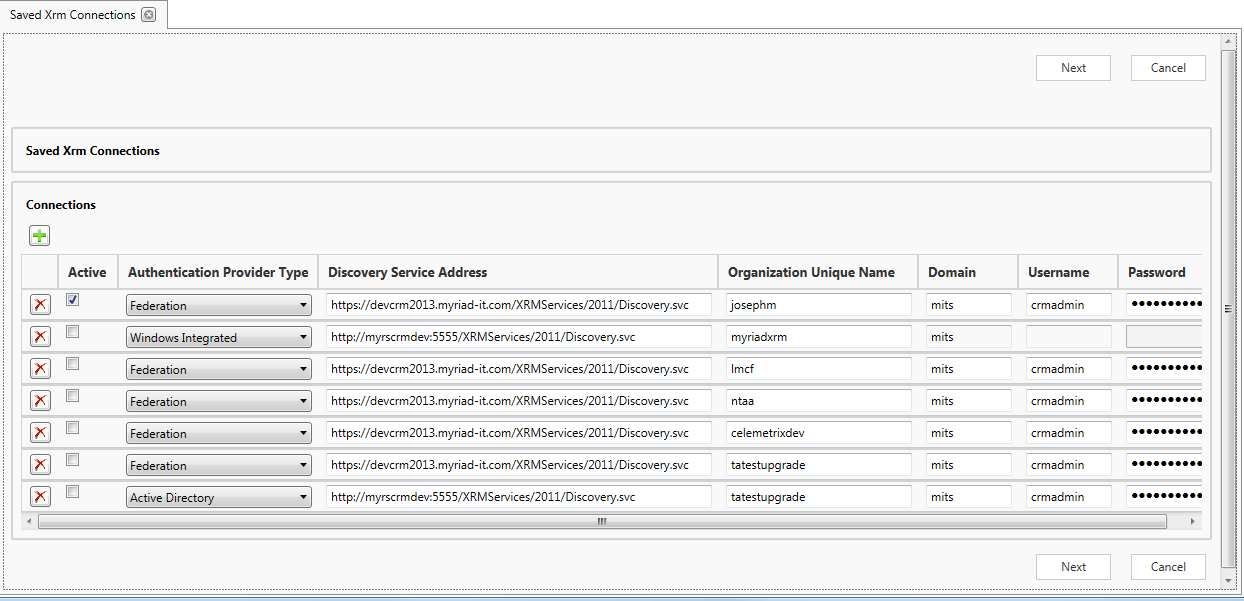 Saved Xrm Connections
Next Cancel
Saved Xrm Connections
Connections
Active Authentication Provider Type Discovery Service Address Organization Unique Name Domain Username Password
Federation https://devcrm2013.myriad-it.com/XRMServices/2011/Discovery.svc josephm mits crmadmin ••••••••••
Windows Integrated http://myrscrmdev:5555/XRMServices/2011/Discovery.svc myriadxrm mits
Federation https://devcrm2013.myriad-it.com/XRMServices/2011/Discovery.svc lmcf mits crmadmin ••••••••••
Federation https://devcrm2013.myriad-it.com/XRMServices/2011/Discovery.svc ntaa mits crmadmin ••••••••••
Federation https://devcrm2013.myriad-it.com/XRMServices/2011/Discovery.svc celemetrixdev mits crmadmin ••••••••••
Federation https://devcrm2013.myriad-it.com/XRMServices/2011/Discovery.svc tatestupgrade mits crmadmin ••••••••••
Active Directory http://myrscrmdev:5555/XRMServices/2011/Discovery.svc tatestupgrade mits crmadmin ••••••••••
Next Cancel